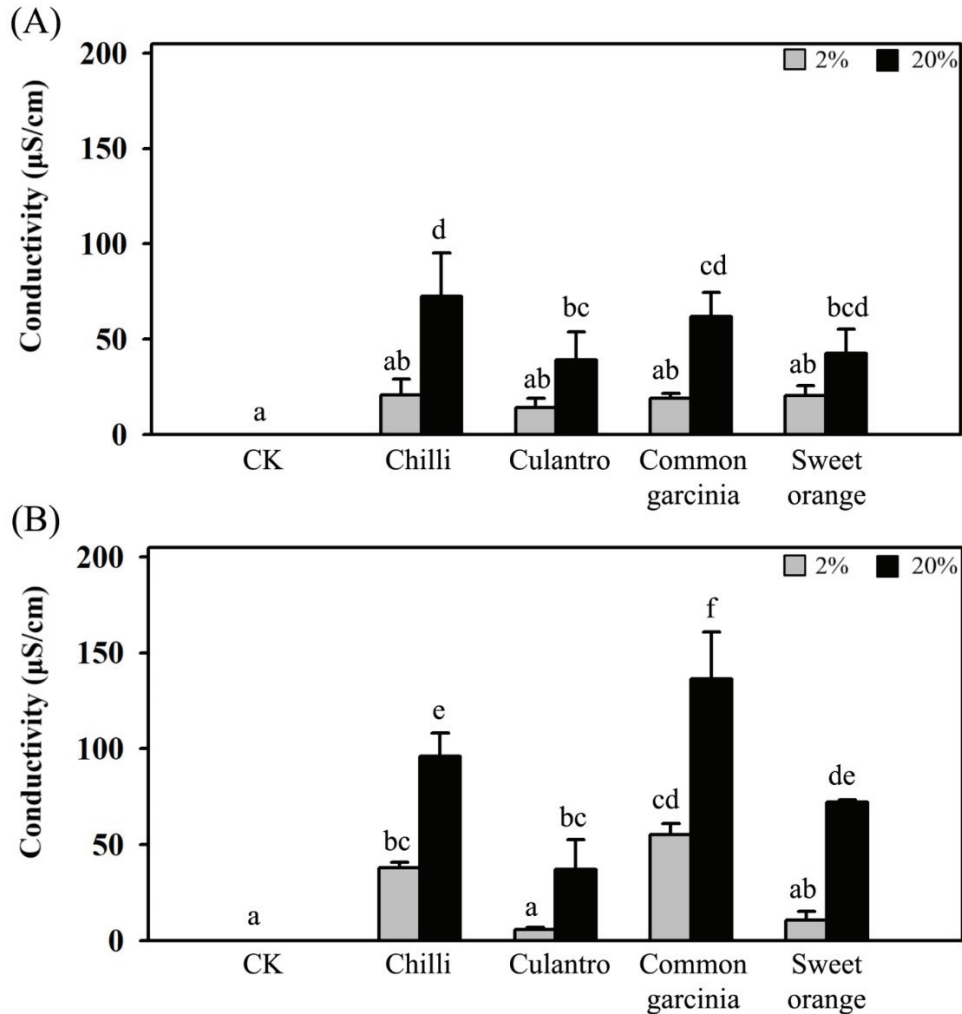 (A)
Conductivity (µS/cm)
200
150
100
50
0
2% 20%
a
ab
d
ab
bc
ab
cd
ab
bcd
CK Chilli Culantro Common garcinia Sweet orange
(B)
Conductivity (µS/cm)
200
150
100
50
0
2% 20%
a
bc
e
a
bc
cd
f
ab
de
CK Chilli Culantro Common garcinia Sweet orange